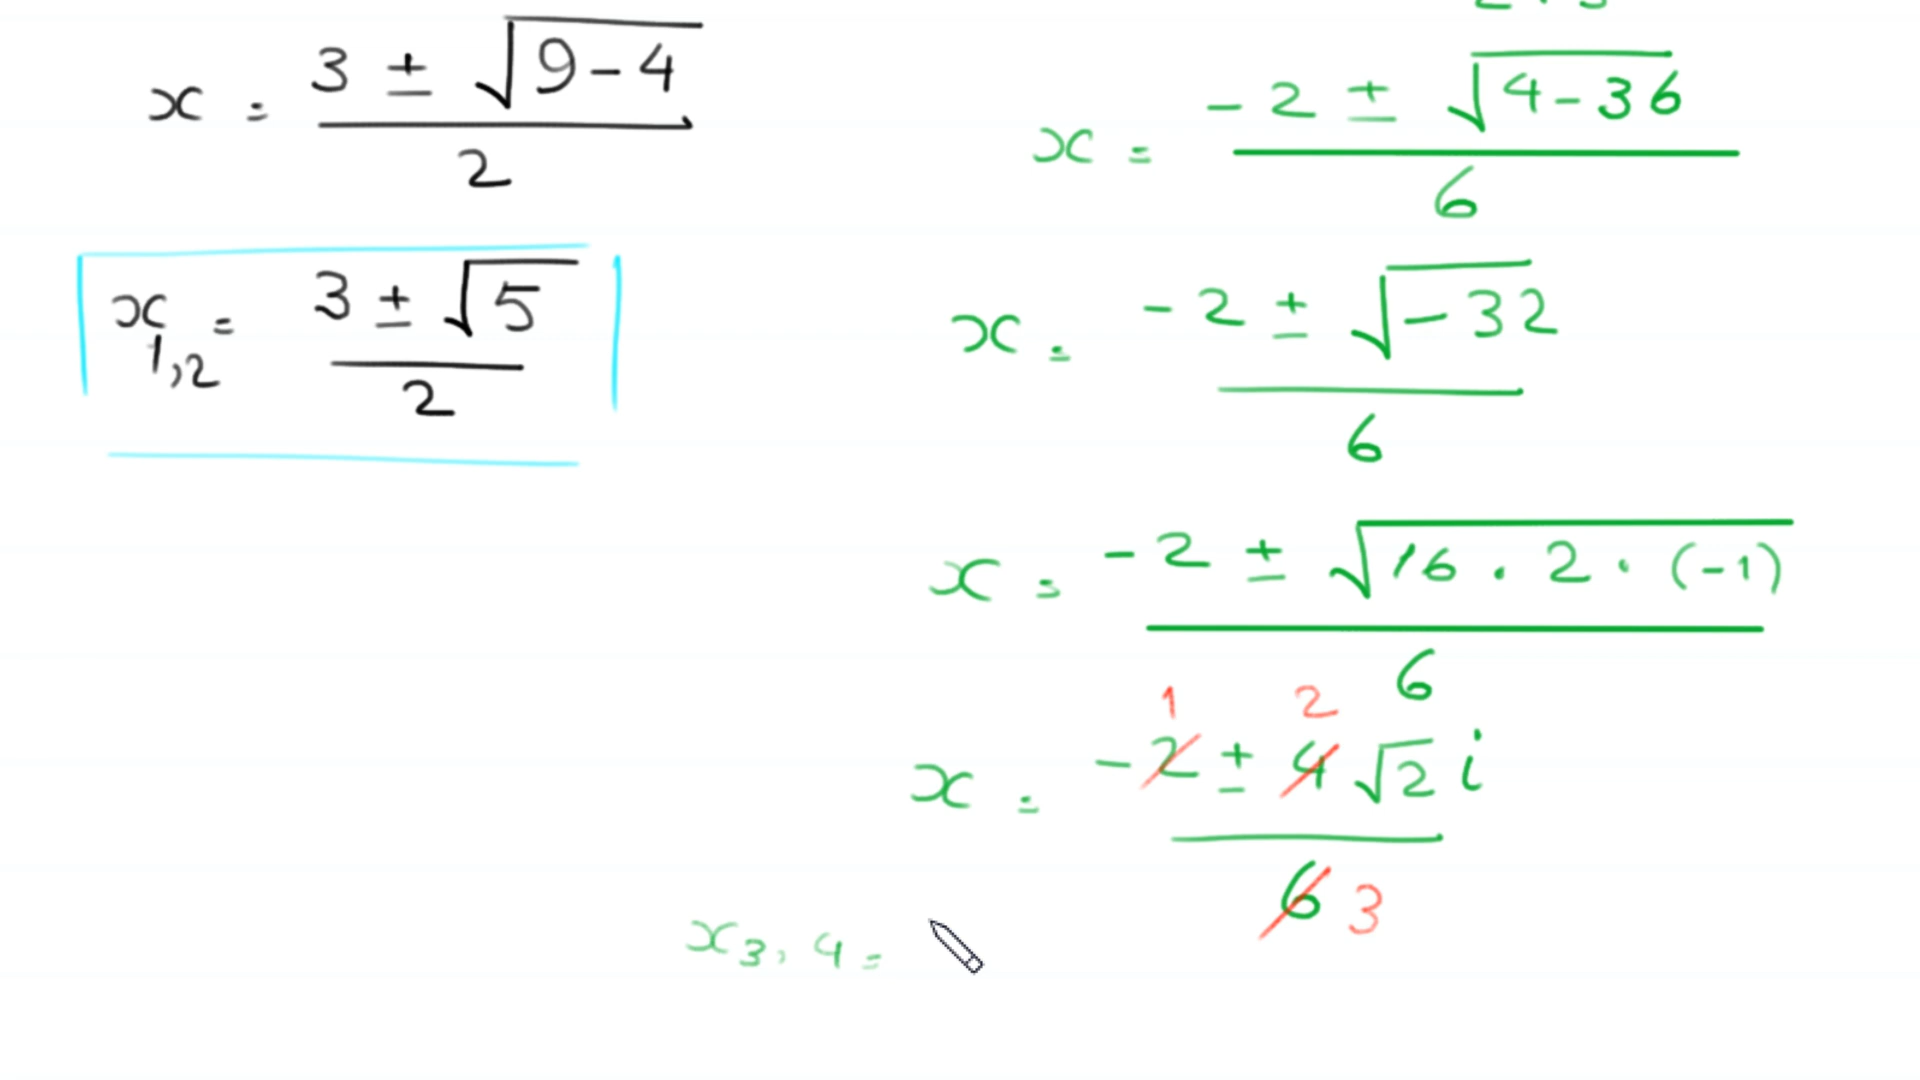 x = (3 ± √(9 - 4)) / 2
x₁,₂ = (3 ± √5) / 2
x = (-2 ± √(4 - 36)) / 6
x = (-2 ± √(-32)) / 6
x = (-2 ± √(16 · 2 · (-1))) / 6
1 2
x = (-2 ± 4√2 i) / 6 3
x₃,₄ =